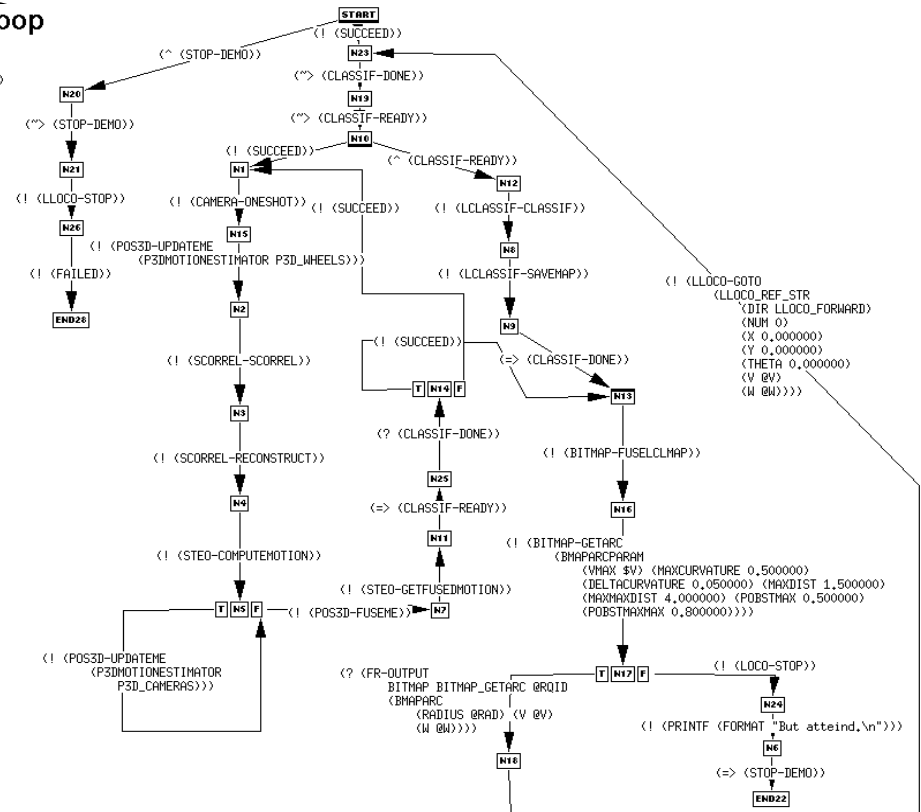 oop
START
(! (SUCCEED))
(^ (STOP-DEMO))
N23
)
(~> (CLASSIF-DONE))
N20
N19
(~> (STOP-DEMO))
(~> (CLASSIF-READY))
N10
(! (SUCCEED))
(^ (CLASSIF-READY))
N21
N1
N12
(! (LLOCO-STOP))
(! (CAMERA-ONESHOT))
(! (SUCCEED))
(! (LCLASSIF-CLASSIF))
N26
N15
N8
(! (POS3D-UPDATEME
(P3DMOTIONESTIMATOR P3D_WHEELS)))
(! (FAILED))
(! (LCLASSIF-SAVEMAP))
END28
N2
N9
(! (LLOCO-GOTO
(LLOCO_REF_STR
(DIR LLOCO_FORWARD)
(NUM 0)
(X 0.000000)
(Y 0.000000)
(THETA 0.000000)
(V @V)
(W @W))))
(! (SUCCEED))
(=> (CLASSIF-DONE))
(! (SCORREL-SCORREL))
T N14 F
N13
N3
(? (CLASSIF-DONE))
(! (SCORREL-RECONSTRUCT))
(! (BITMAP-FUSELCLMAP))
N25
N4
(=> (CLASSIF-READY))
N16
N11
(! (BITMAP-GETARC
(BMAPARCPARAM
(VMAX $V) (MAXCURVATURE 0.500000)
(DELTACURVATURE 0.050000) (MAXDIST 1.500000)
(MAXMAXDIST 4.000000) (POBSTMAX 0.500000)
(POBSTMAXMAX 0.800000))))
(! (STEO-COMPUTEMOTION))
(! (STEO-GETFUSEDMOTION))
T N5 F
(! (POS3D-FUSEME))
N7
(! (POS3D-UPDATEME
(P3DMOTIONESTIMATOR
P3D_CAMERAS)))
(? (FR-OUTPUT
BITMAP BITMAP_GETARC @RQID
(BMAPARC
(RADIUS @RAD) (V @V)
(W @W))))
T N17 F
(! (LOCO-STOP))
N24
(! (PRINTF (FORMAT "But atteind.\n")))
N18
N6
(=> (STOP-DEMO))
END22